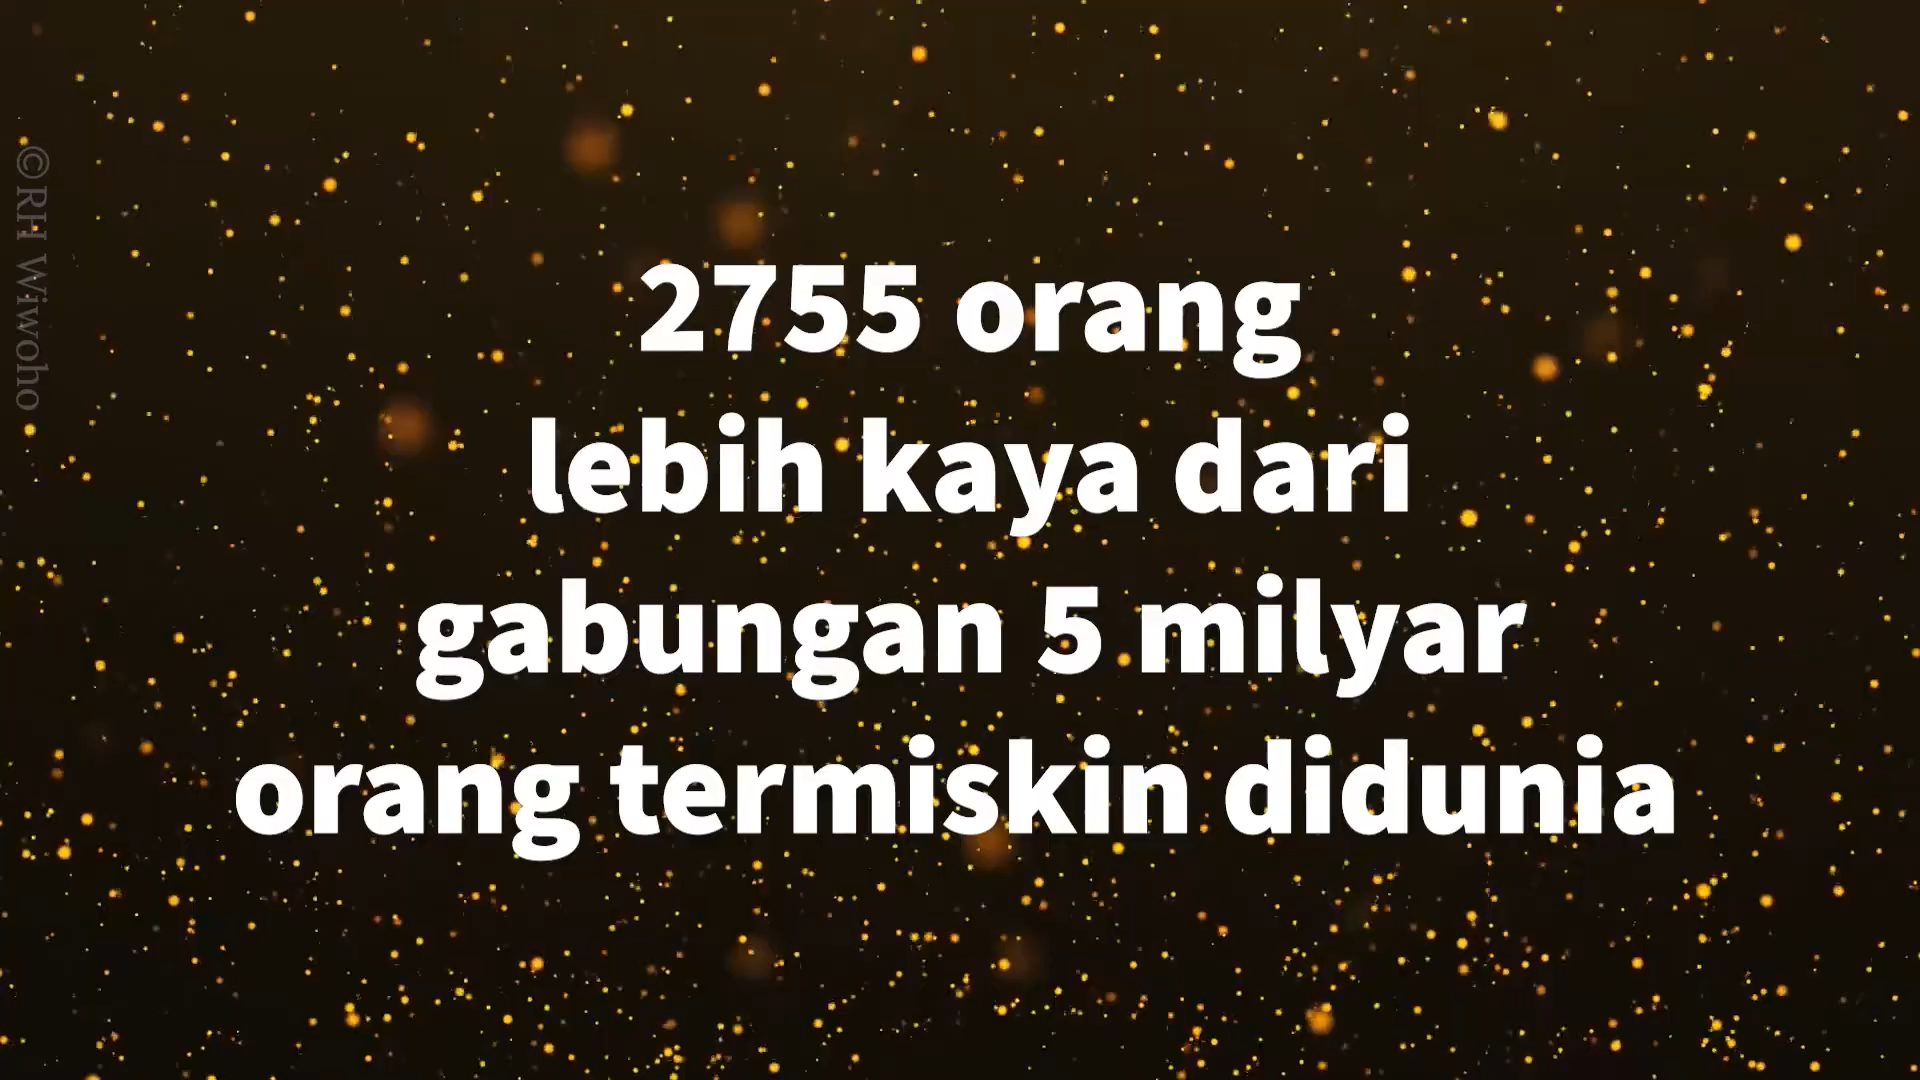 ©RH Wiwoho
2755 orang
lebih kaya dari
gabungan 5 milyar
orang termiskin didunia